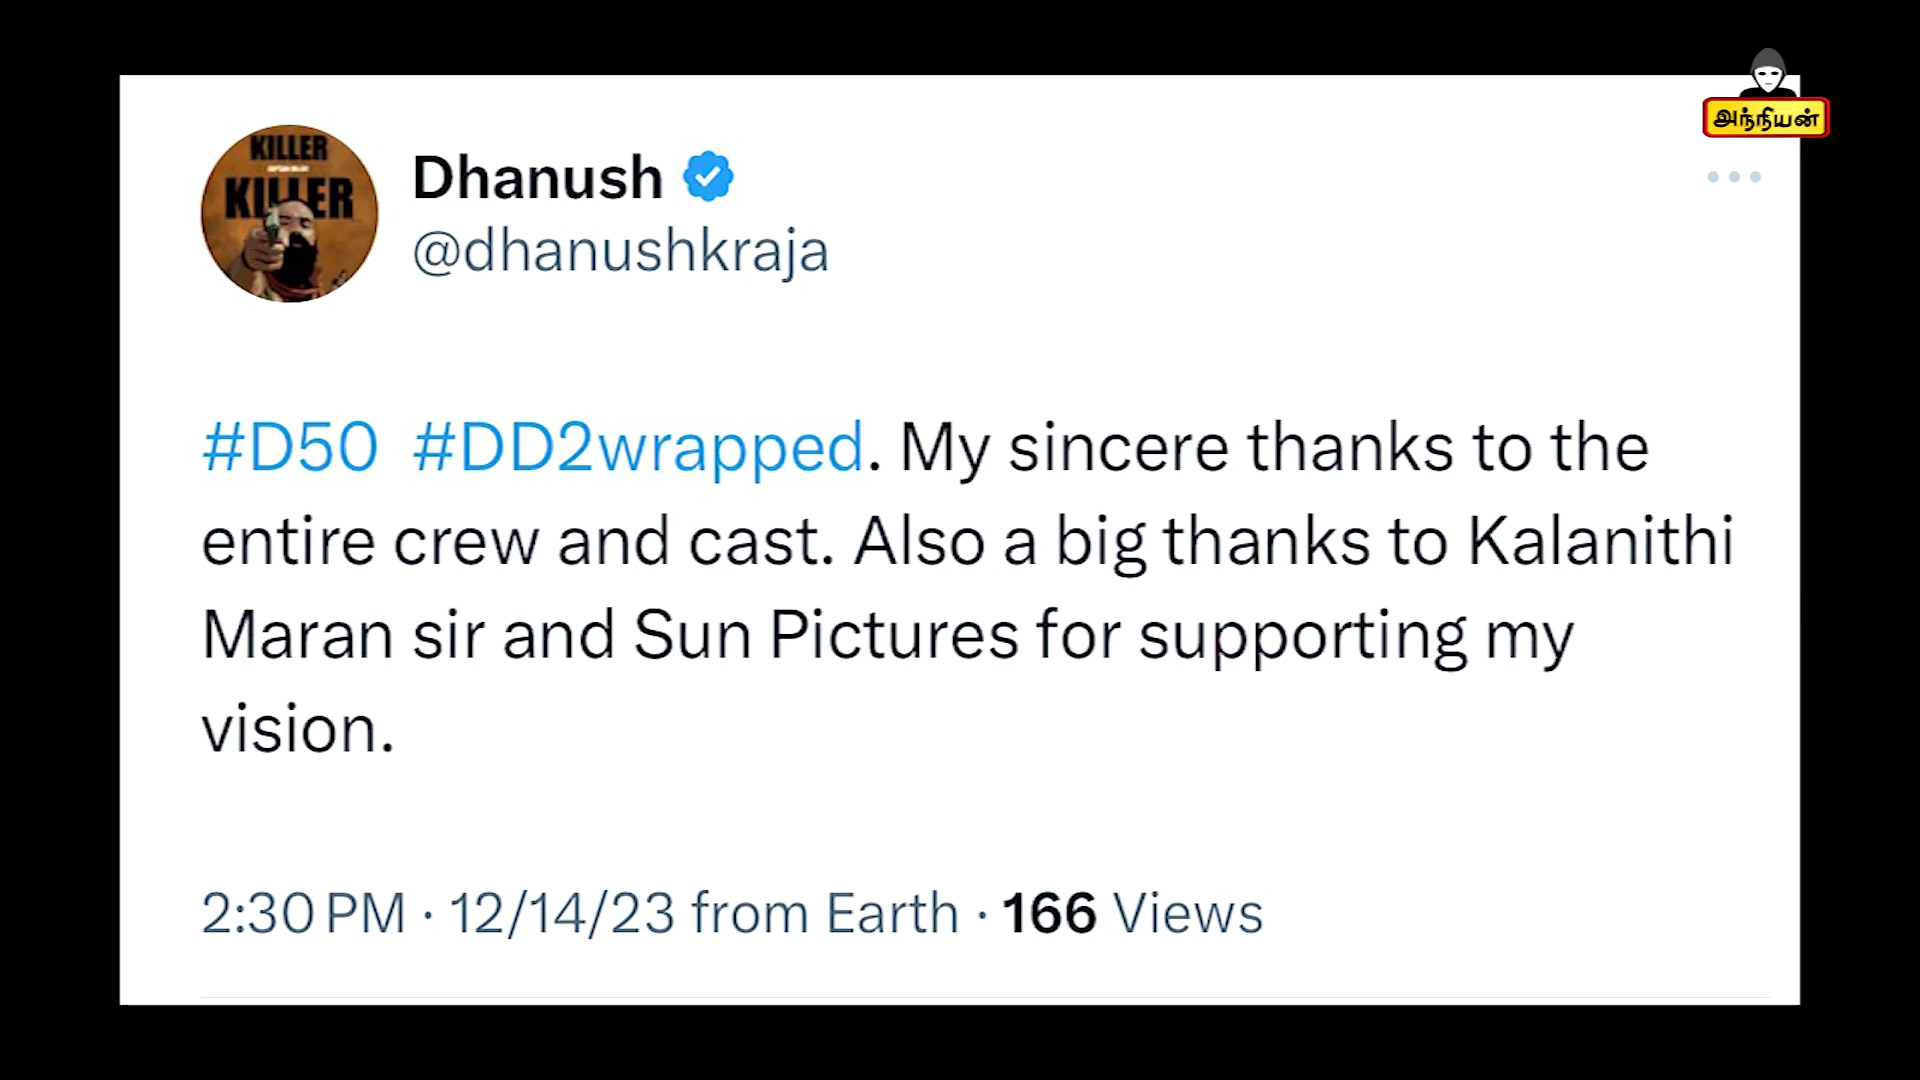 அந்நியன்
KILLER
KILLER
Dhanush
@dhanushkraja
#D50 #DD2wrapped. My sincere thanks to the
entire crew and cast. Also a big thanks to Kalanithi
Maran sir and Sun Pictures for supporting my
vision.
2:30 PM · 12/14/23 from Earth · 166 Views